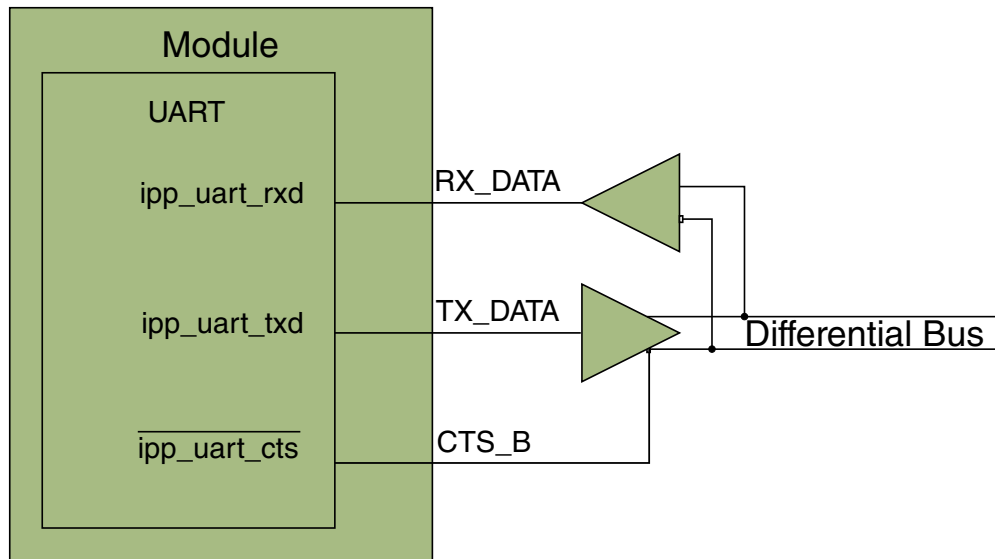 Module
UART
ipp_uart_rxd
RX_DATA
ipp_uart_txd
TX_DATA
Differential Bus
ipp_uart_cts
CTS_B